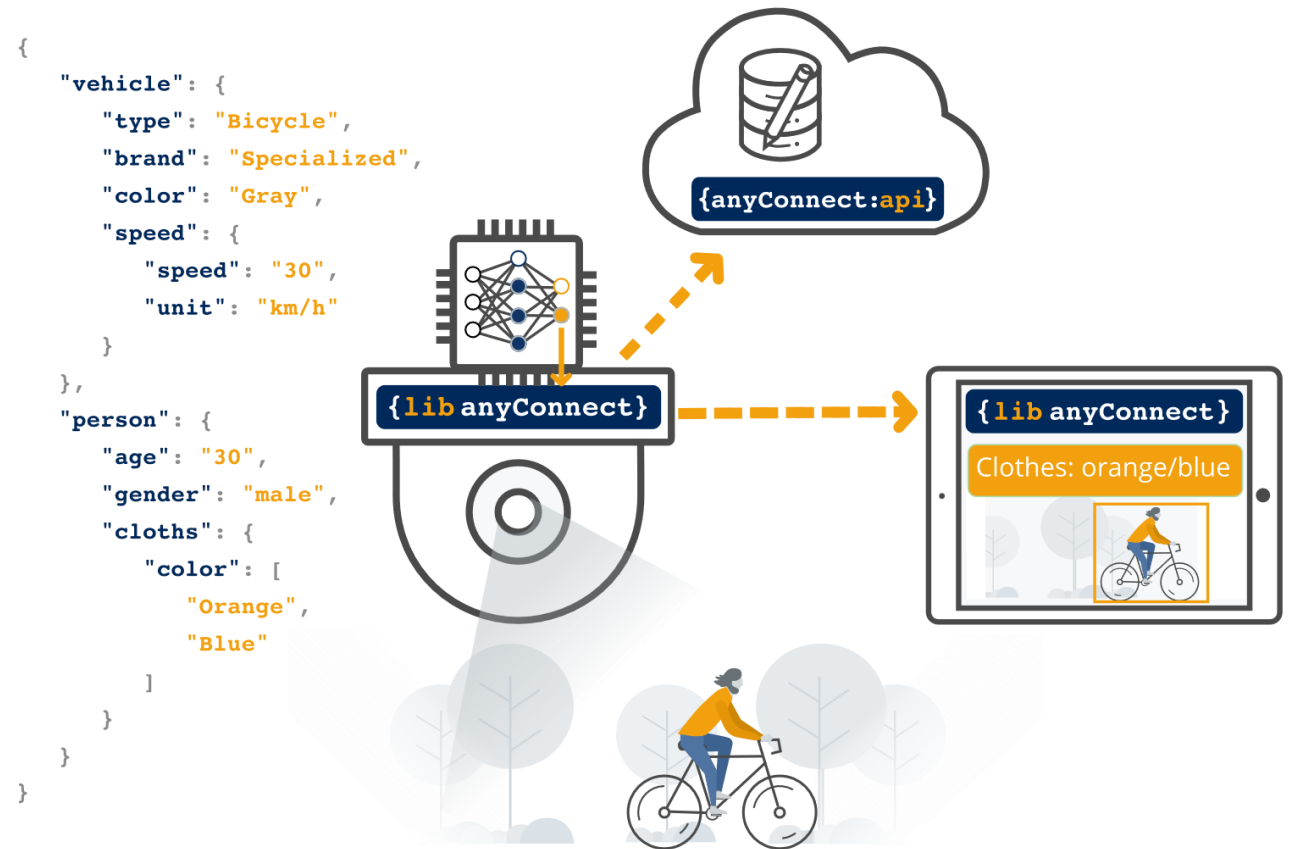 {
"vehicle": {
"type": "Bicycle",
"brand": "Specialized",
"color": "Gray",
"speed": {
"speed": "30",
"unit": "km/h"
}
},
"person": {
"age": "30",
"gender": "male",
"cloths": {
"color": [
"Orange",
"Blue"
]
}
}
}
{anyConnect:api}
{lib anyConnect}
{lib anyConnect}
Clothes: orange/blue